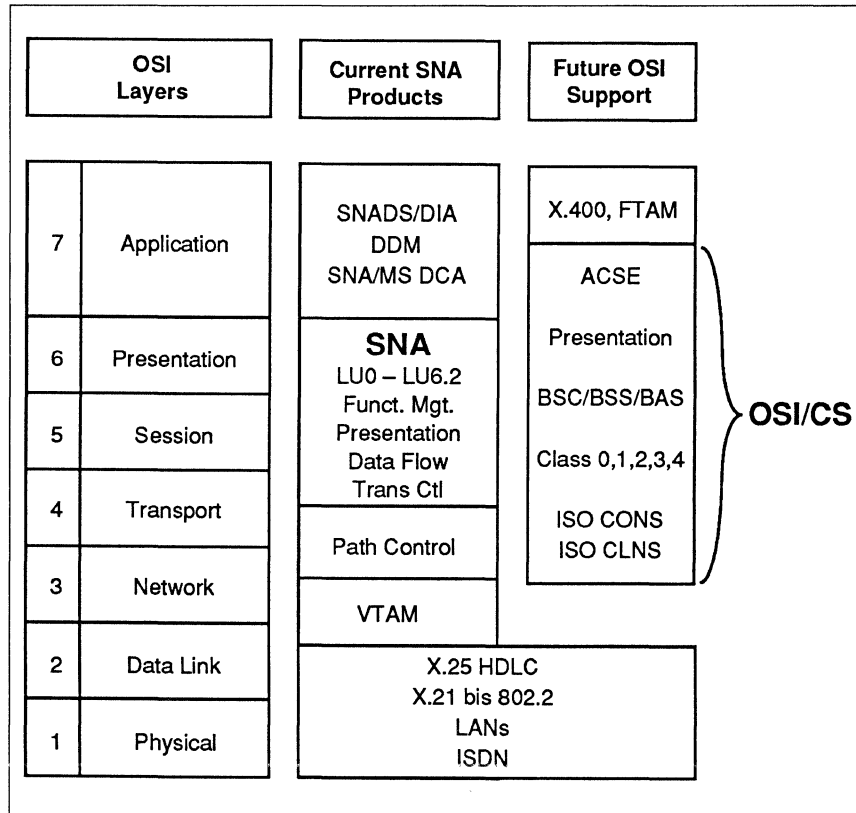 OSI
Layers
Current SNA
Products
Future OSI
Support
7
Application
6
Presentation
5
Session
4
Transport
3
Network
2
Data Link
1
Physical
SNADS/DIA
DDM
SNA/MS DCA
SNA
LU0 – LU6.2
Funct. Mgt.
Presentation
Data Flow
Trans Ctl
Path Control
VTAM
X.25 HDLC
X.21 bis 802.2
LANs
ISDN
X.400, FTAM
ACSE
Presentation
BSC/BSS/BAS
Class 0,1,2,3,4
ISO CONS
ISO CLNS
OSI/CS